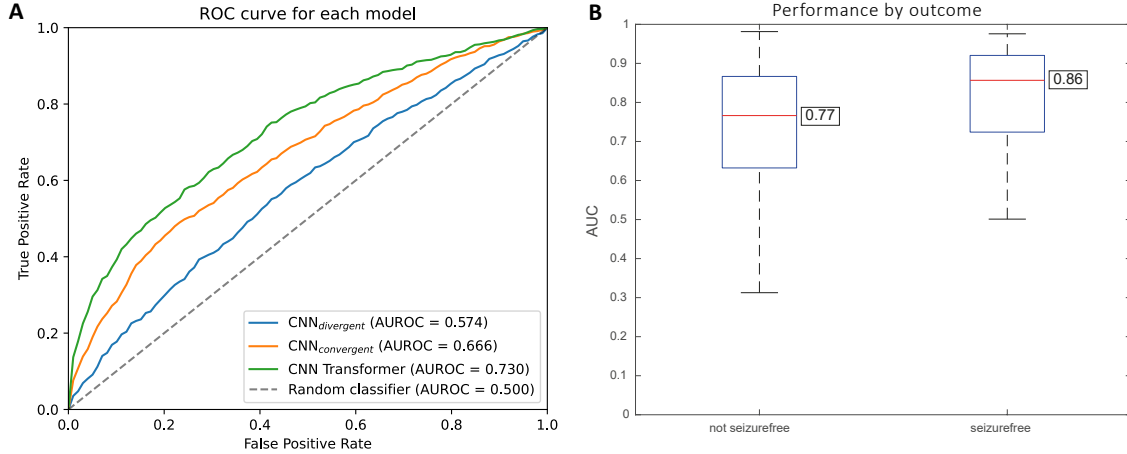 A
ROC curve for each model
1.0
0.8
0.6
0.4
0.2
0.0
True Positive Rate
CNNdivergent (AUROC = 0.574)
CNNconvergent (AUROC = 0.666)
CNN Transformer (AUROC = 0.730)
Random classifier (AUROC = 0.500)
0.0 0.2 0.4 0.6 0.8 1.0
False Positive Rate
B
Performance by outcome
1
0.9
0.8
0.7
0.6
0.5
0.4
0.3
0.2
0.1
0
AUC
0.77
0.86
not seizurefree seizurefree